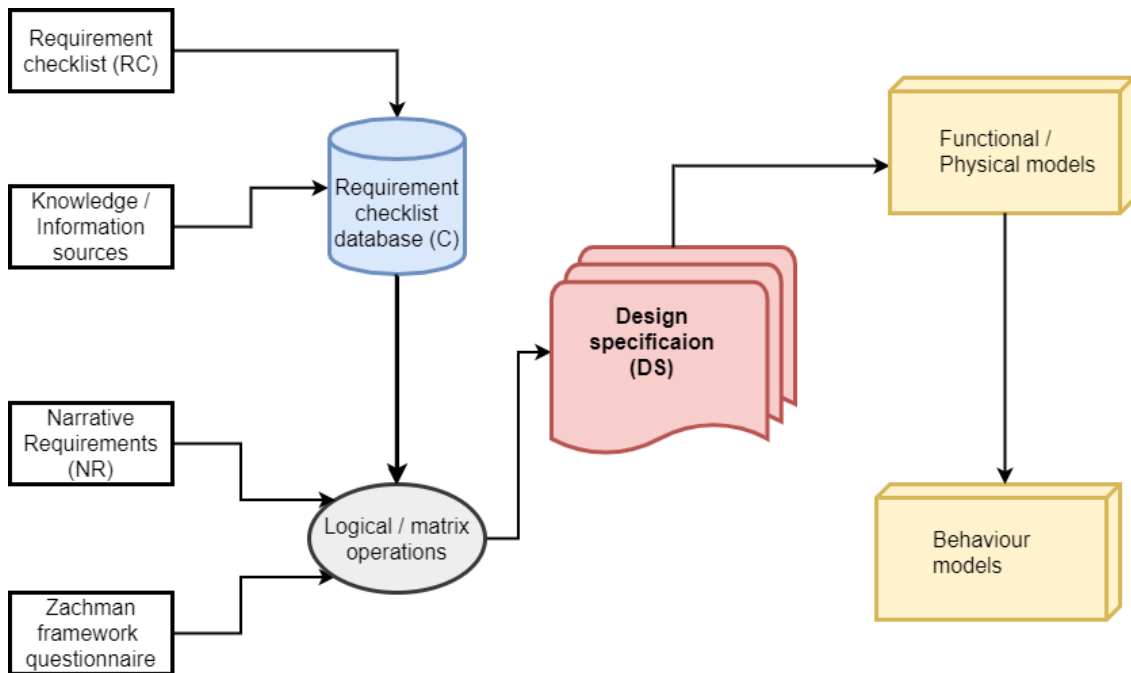 Requirement
checklist (RC)
Knowledge /
Information
sources
Narrative
Requirements
(NR)
Zachman
framework
questionnaire
Requirement
checklist
database (C)
Logical / matrix
operations
Design
specificaion
(DS)
Functional /
Physical models
Behaviour
models